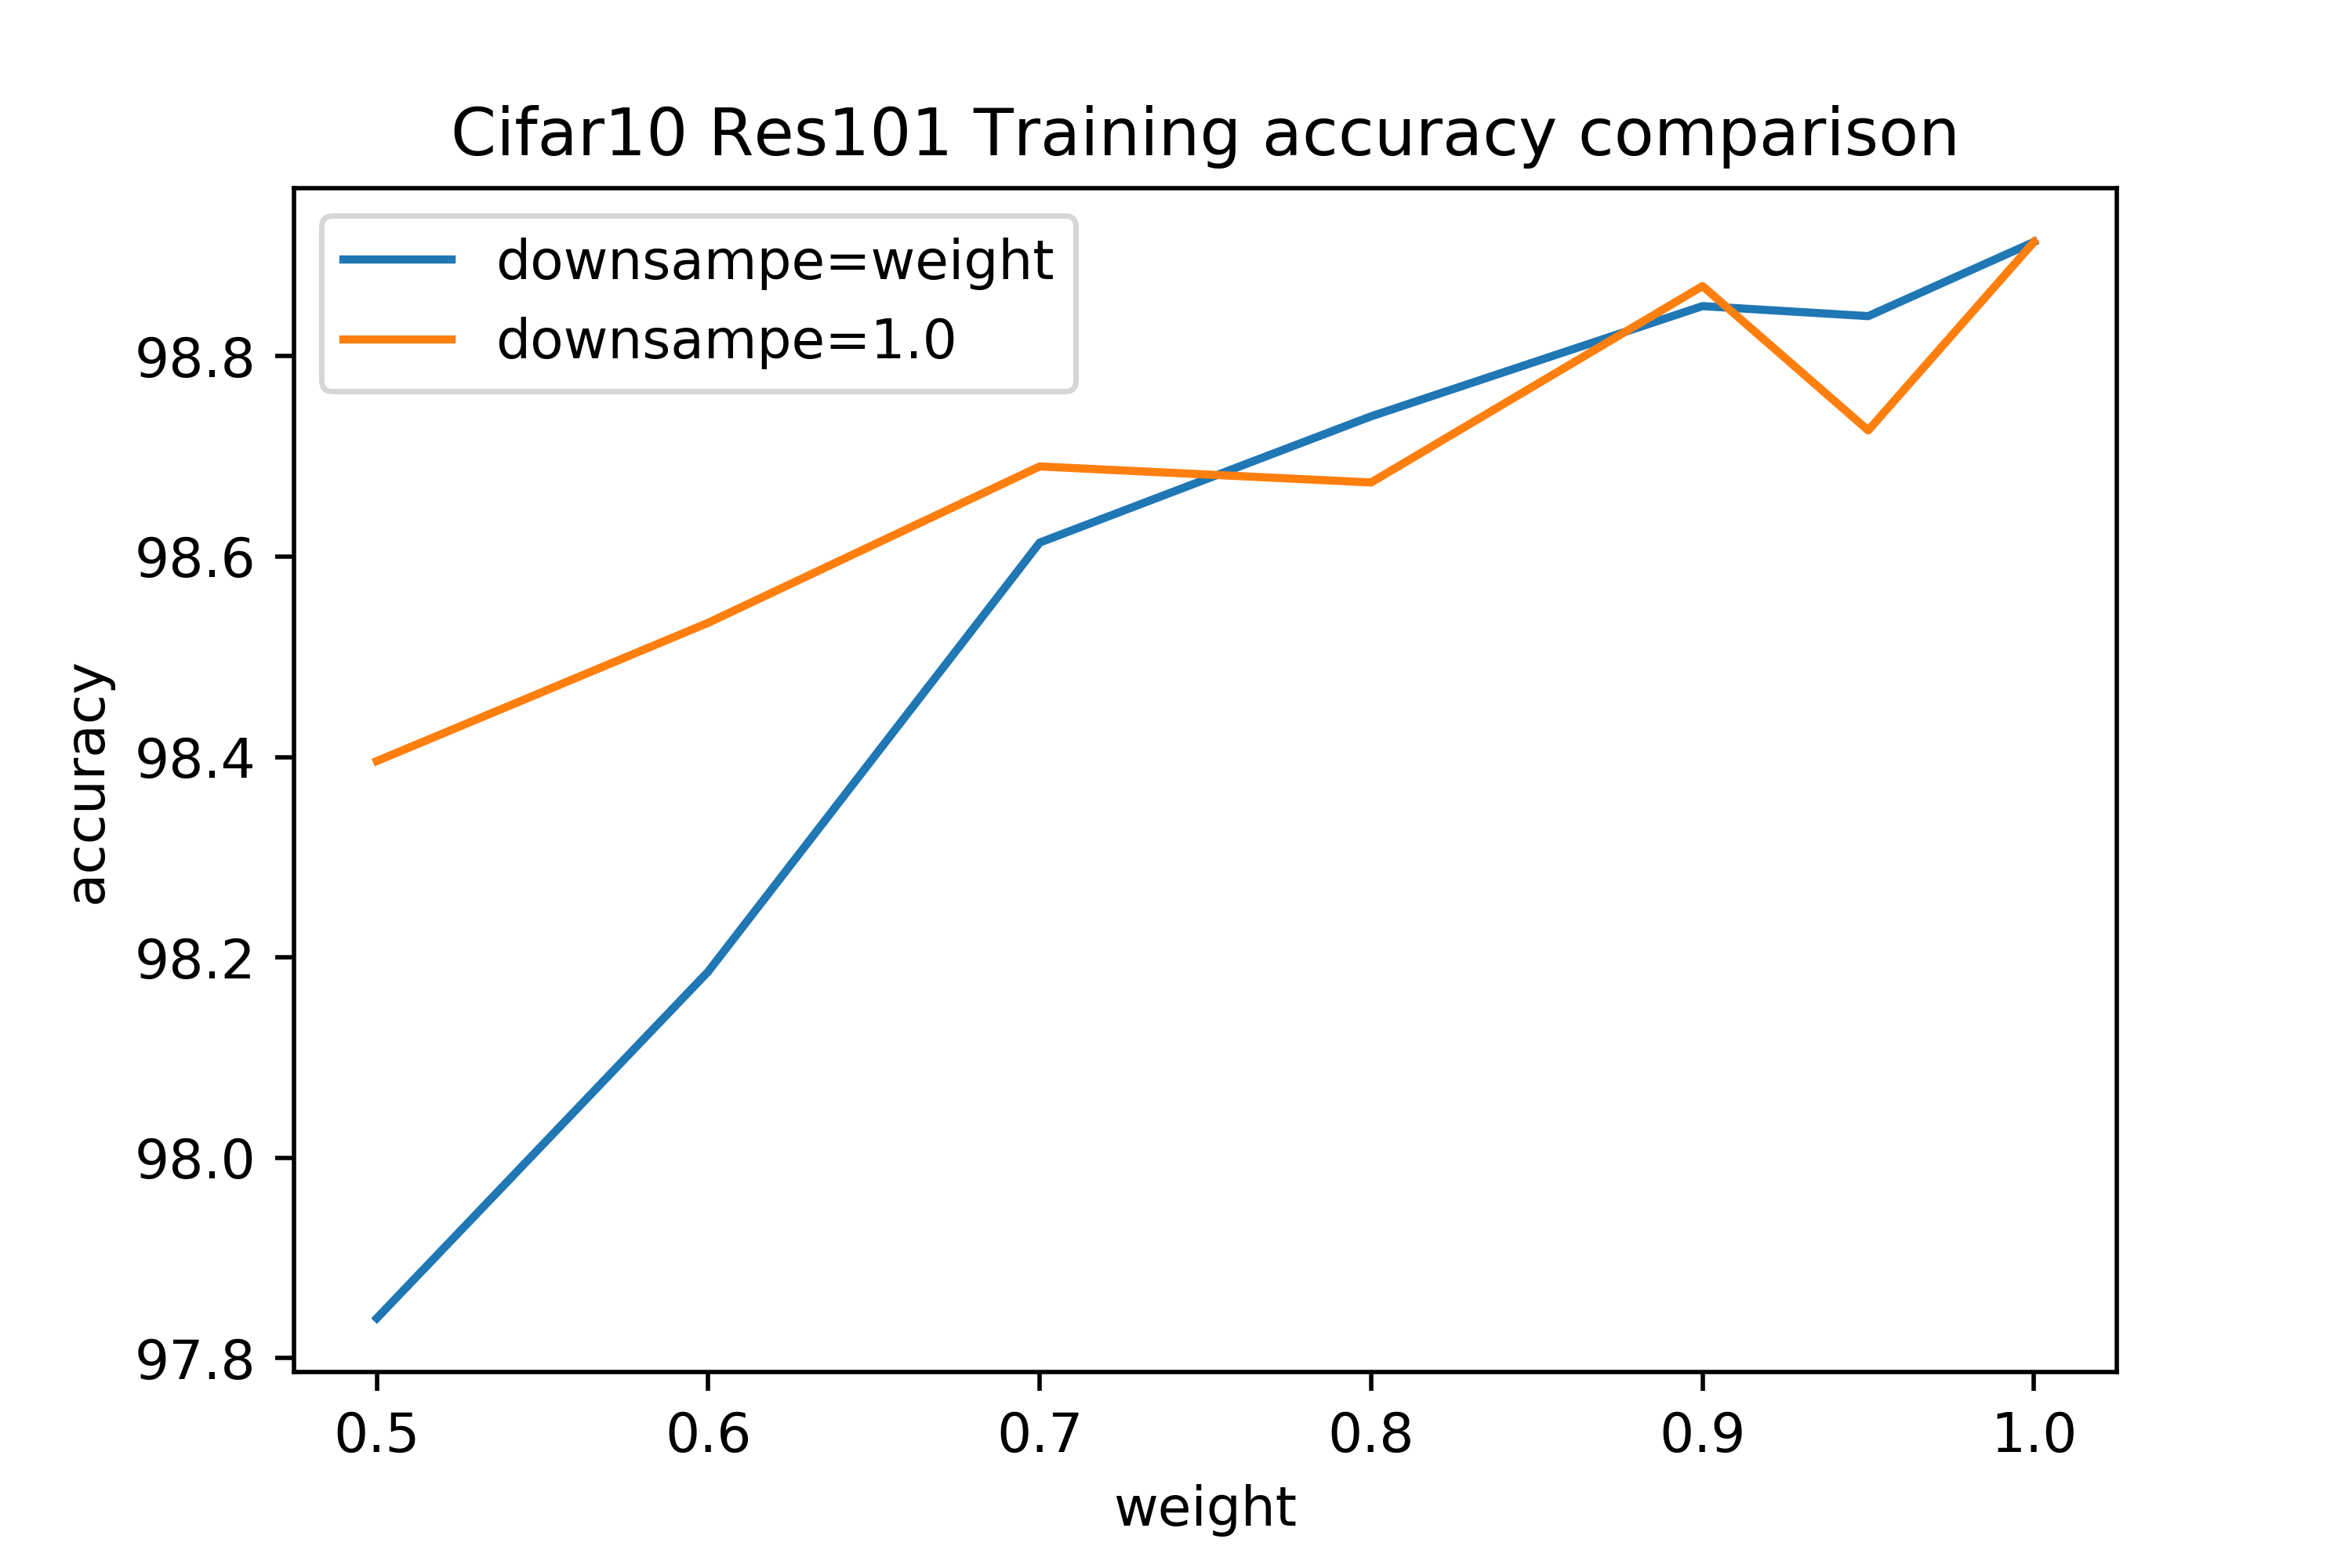 Cifar10 Res101 Training accuracy comparison
downsampe=weight
downsampe=1.0
accuracy
98.8
98.6
98.4
98.2
98.0
97.8
0.5 0.6 0.7 0.8 0.9 1.0
weight